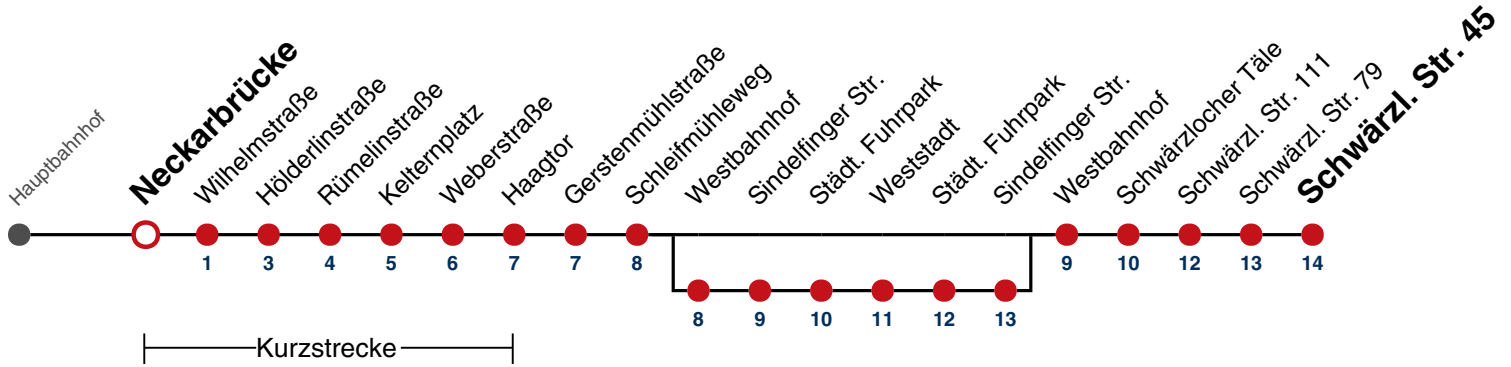 Hauptbahnhof
Neckarbrücke
Wilhelmstraße
Hölderlinstraße
Rümelinstraße
Kelternplatz
Weberstraße
Haagtor
Gerstenmühlstraße
Schleifmühleweg
Westbahnhof
Sindelfinger Str.
Städt. Fuhrpark
Weststadt
Städt. Fuhrpark
Sindelfinger Str.
Westbahnhof
Schwärzlocher Täle
Schwärzl. Str. 111
Schwärzl. Str. 79
Schwärzl. Str. 45
1 3 4 5 6 7 7 8 9 10 12 13 14
8 9 10 11 12 13
Kurzstrecke